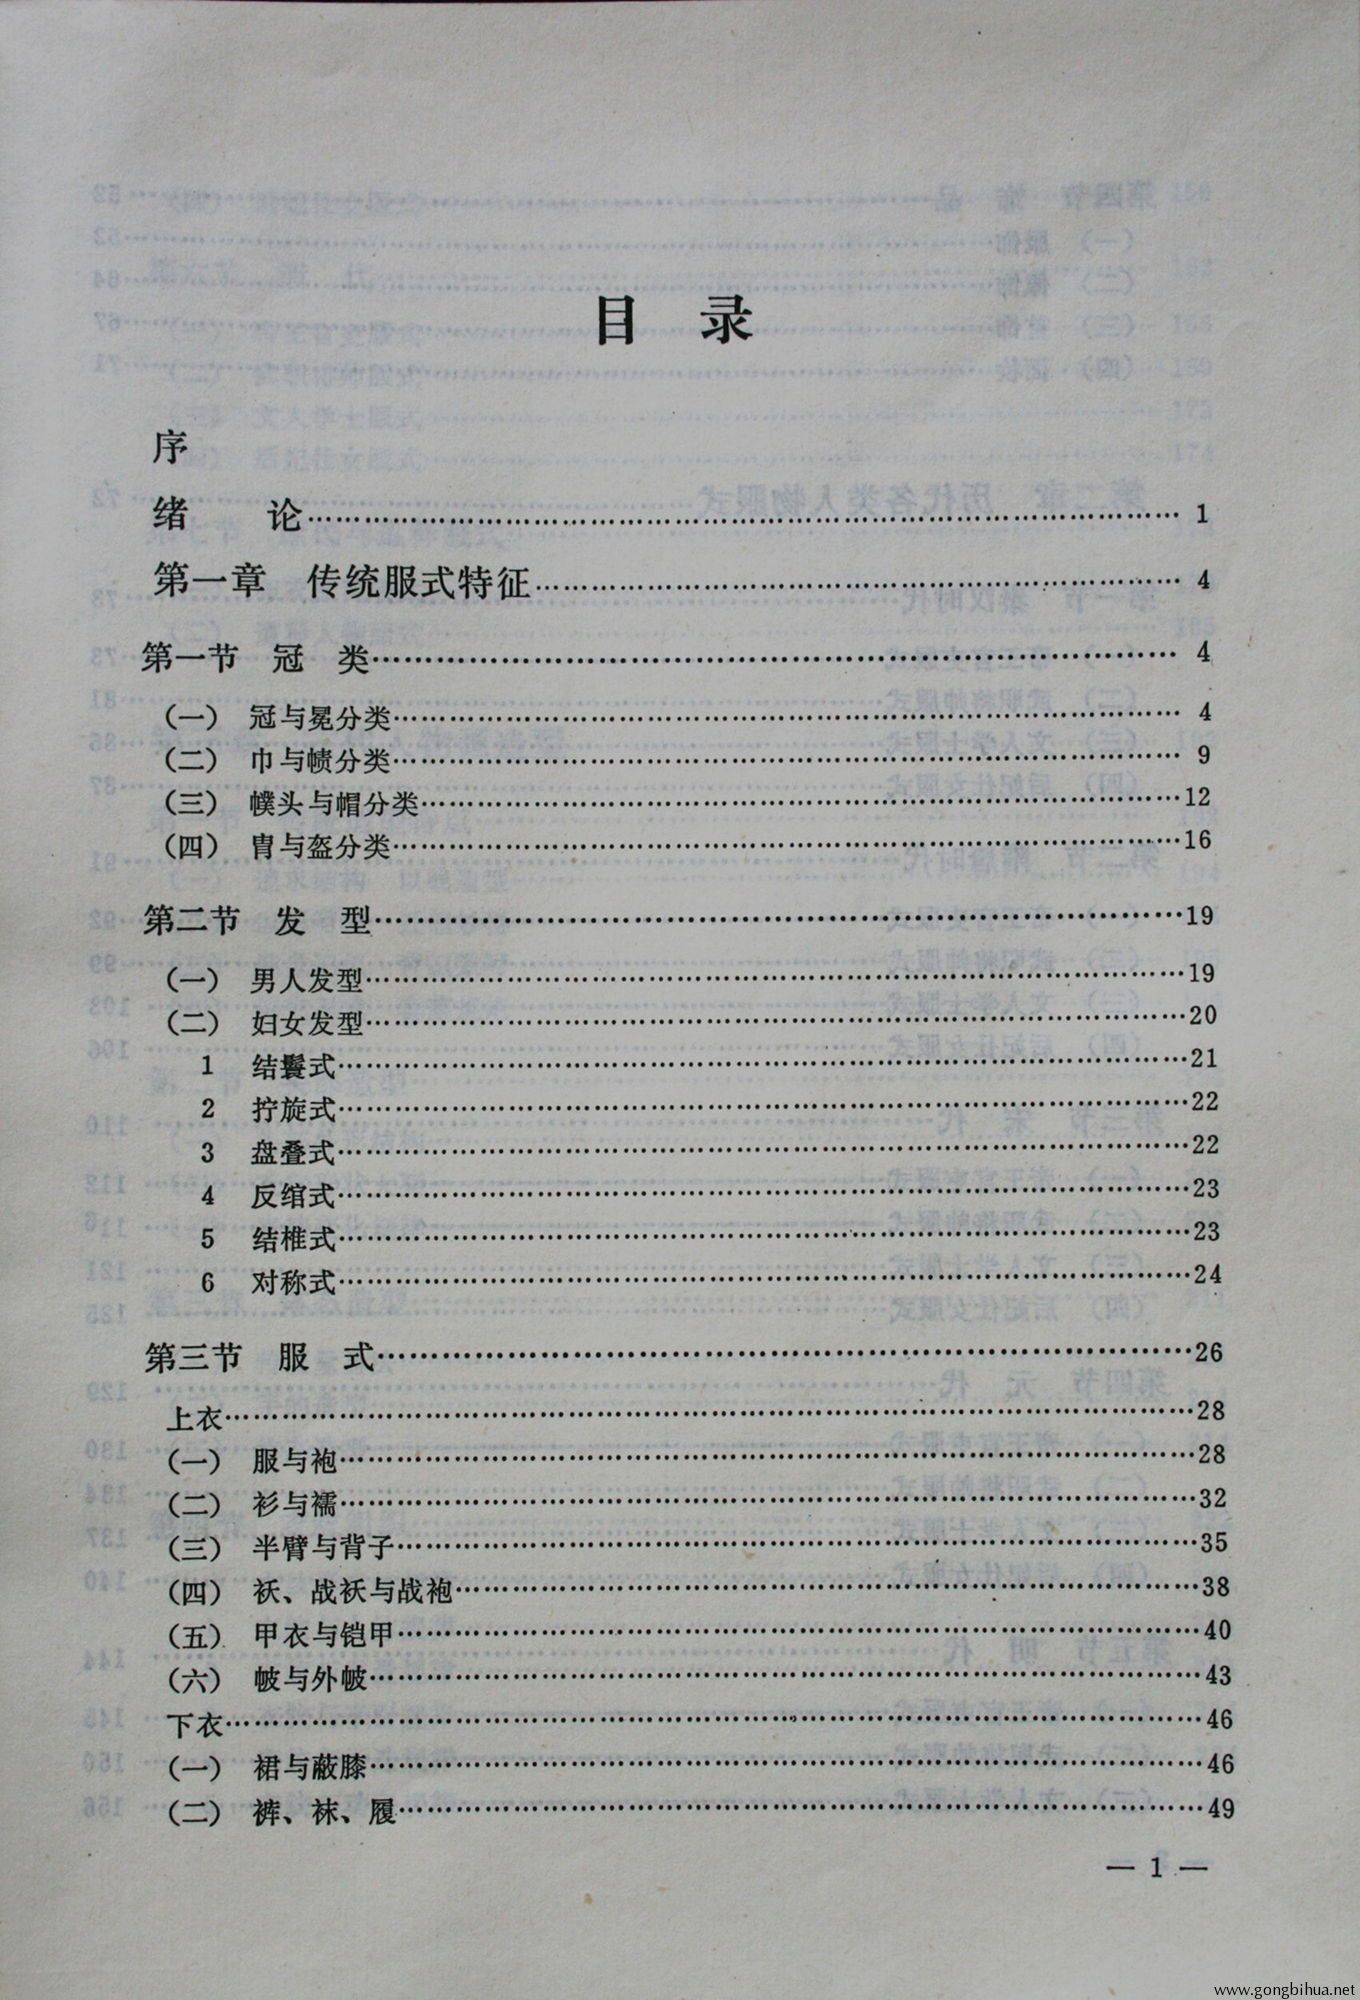 目 录
序
绪 论…………1
第一章 传统服式特征…………4
第一节 冠 类…………4
（一） 冠与冕分类…………4
（二） 巾与帻分类…………9
（三） 幞头与帽分类…………12
（四） 胄与盔分类…………16
第二节 发 型…………19
（一） 男人发型…………19
（二） 妇女发型…………20
1 结鬟式…………21
2 拧旋式…………22
3 盘叠式…………22
4 反绾式…………23
5 结椎式…………23
6 对称式…………24
第三节 服 式…………26
上衣…………28
（一） 服与袍…………28
（二） 衫与襦…………32
（三） 半臂与背子…………35
（四） 袄、战袄与战袍…………38
（五） 甲衣与铠甲…………40
（六） 帔与外帔…………43
下衣…………46
（一） 裙与蔽膝…………46
（二） 裤、袜、履…………49
— 1 —
www.gongbihua.net